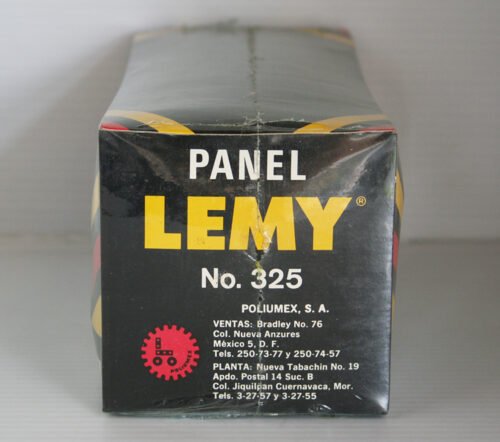 PANEL
LEMY®
No. 325
POLIUMEX, S. A.
VENTAS: Bradley No. 76
Col. Nueva Anzures
México 5, D. F.
Tels. 250-73-77 y 250-74-57
PLANTA: Nueva Tabachin No. 19
Apdo. Postal 14 Suc. B
Col. Jiquilpan Cuernavaca, Mor.
Tels. 3-27-57 y 3-27-55
POLIUMEX